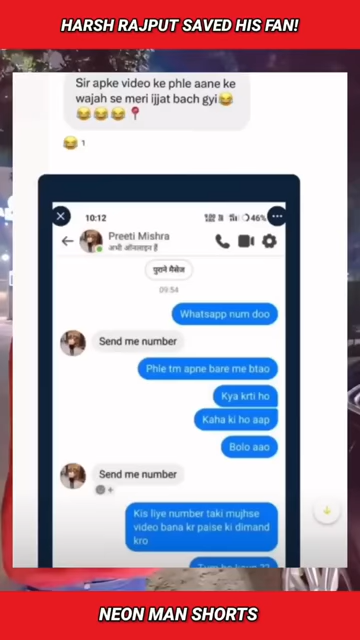 HARSH RAJPUT SAVED HIS FAN!
Sir apke video ke phle aane ke
wajah se meri ijjat bach gyi😂
😂😂😂📍
😂 1
10:12
46%
Preeti Mishra
अभी ऑनलाइन हैं
पुराने मैसेज
09:54
Whatsapp num doo
Send me number
Phle tm apne bare me btao
Kya krti ho
Kaha ki ho aap
Bolo aao
Send me number
Kis liye number taki mujhse
video bana kr paise ki dimand
kro
NEON MAN SHORTS